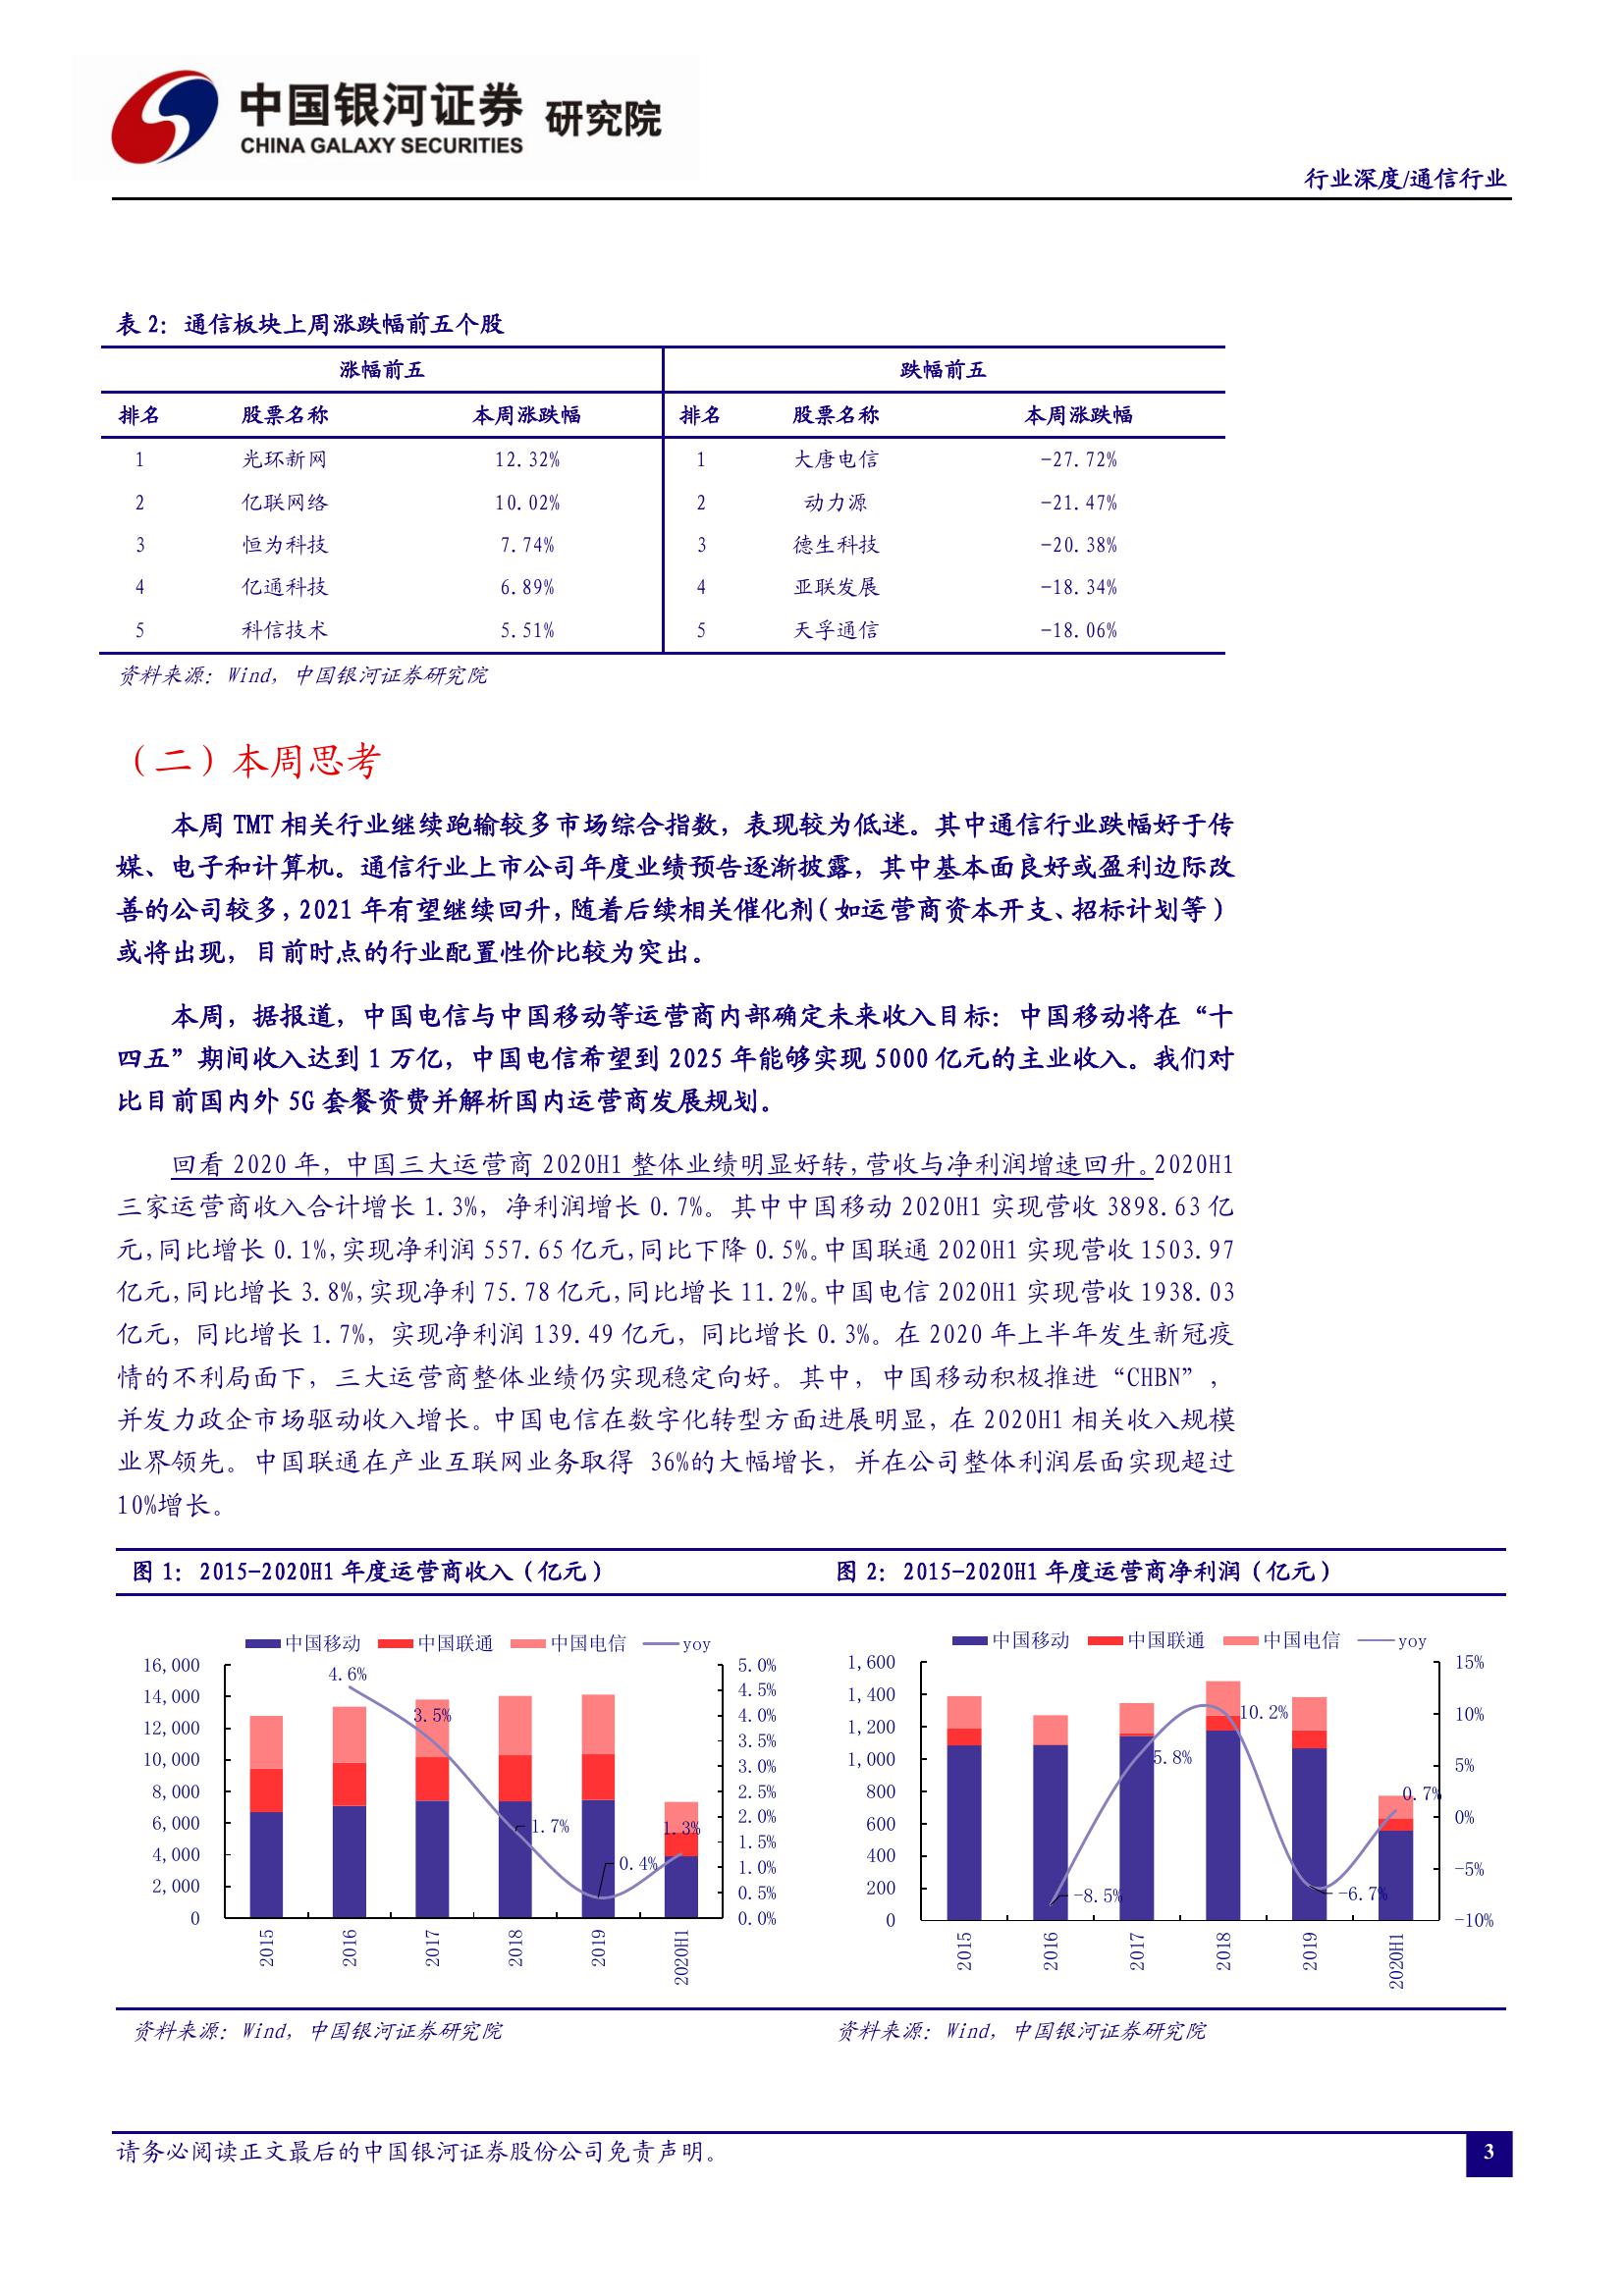 中国银河证券 研究院
CHINA GALAXY SECURITIES
行业深度/通信行业
表 2：通信板块上周涨跌幅前五个股
涨幅前五 跌幅前五
排名 股票名称 本周涨跌幅 排名 股票名称 本周涨跌幅
1 光环新网 12.32% 1 大唐电信 -27.72%
2 亿联网络 10.02% 2 动力源 -21.47%
3 恒为科技 7.74% 3 德生科技 -20.38%
4 亿通科技 6.89% 4 亚联发展 -18.34%
5 科信技术 5.51% 5 天孚通信 -18.06%
资料来源：Wind，中国银河证券研究院
（二）本周思考
本周 TMT 相关行业继续跑输较多市场综合指数，表现较为低迷。其中通信行业跌幅好于传
媒、电子和计算机。通信行业上市公司年度业绩预告逐渐披露，其中基本面良好或盈利边际改
善的公司较多，2021 年有望继续回升，随着后续相关催化剂（如运营商资本开支、招标计划等）
或将出现，目前时点的行业配置性价比较为突出。
本周，据报道，中国电信与中国移动等运营商内部确定未来收入目标：中国移动将在“十
四五”期间收入达到 1 万亿，中国电信希望到 2025 年能够实现 5000 亿元的主业收入。我们对
比目前国内外 5G 套餐资费并解析国内运营商发展规划。
回看 2020 年，中国三大运营商 2020H1 整体业绩明显好转，营收与净利润增速回升。2020H1
三家运营商收入合计增长 1.3%，净利润增长 0.7%。其中中国移动 2020H1 实现营收 3898.63 亿
元，同比增长 0.1%，实现净利润 557.65 亿元，同比下降 0.5%。中国联通 2020H1 实现营收 1503.97
亿元，同比增长 3.8%，实现净利 75.78 亿元，同比增长 11.2%。中国电信 2020H1 实现营收 1938.03
亿元，同比增长 1.7%，实现净利润 139.49 亿元，同比增长 0.3%。在 2020 年上半年发生新冠疫
情的不利局面下，三大运营商整体业绩仍实现稳定向好。其中，中国移动积极推进“CHBN”，
并发力政企市场驱动收入增长。中国电信在数字化转型方面进展明显，在 2020H1 相关收入规模
业界领先。中国联通在产业互联网业务取得 36%的大幅增长，并在公司整体利润层面实现超过
10%增长。
图 1：2015-2020H1 年度运营商收入（亿元）
中国移动 中国联通 中国电信 yoy
16,000
14,000
12,000
10,000
8,000
6,000
4,000
2,000
0
4.6%
3.5%
1.7%
0.4%
1.3%
5.0%
4.5%
4.0%
3.5%
3.0%
2.5%
2.0%
1.5%
1.0%
0.5%
0.0%
2015 2016 2017 2018 2019 2020H1
资料来源：Wind，中国银河证券研究院
图 2：2015-2020H1 年度运营商净利润（亿元）
中国移动 中国联通 中国电信 yoy
1,600
1,400
1,200
1,000
800
600
400
200
0
-8.5%
5.8%
10.2%
-6.7%
0.7%
15%
10%
5%
0%
-5%
-10%
2015 2016 2017 2018 2019 2020H1
资料来源：Wind，中国银河证券研究院
请务必阅读正文最后的中国银河证券股份公司免责声明。
3